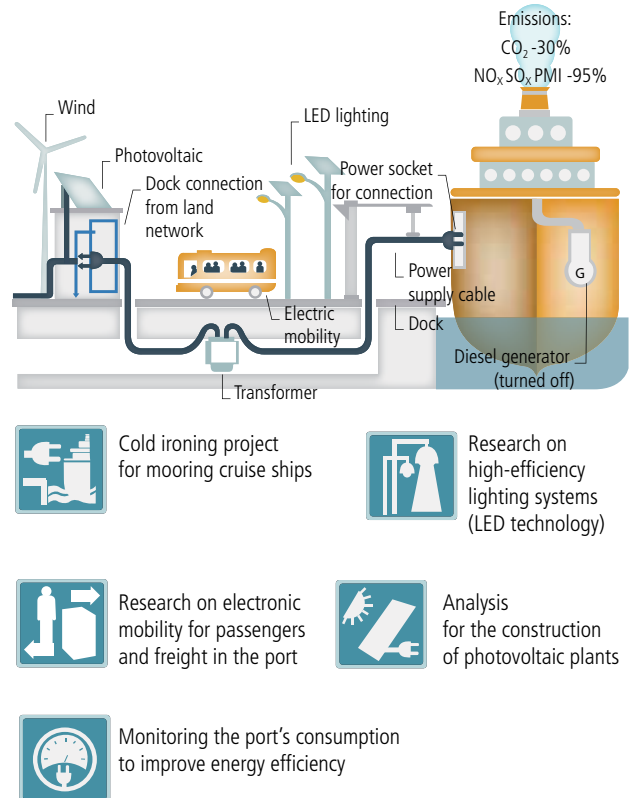 Emissions:
CO₂ -30%
NOₓ SOₓ PMI -95%
Wind
LED lighting
Photovoltaic
Dock connection
from land
network
Power socket
for connection
G
Power
supply cable
Electric
mobility
Dock
Diesel generator
(turned off)
Transformer
Cold ironing project
for mooring cruise ships
Research on
high-efficiency
lighting systems
(LED technology)
Research on electronic
mobility for passengers
and freight in the port
Analysis
for the construction
of photovoltaic plants
Monitoring the port’s consumption
to improve energy efficiency